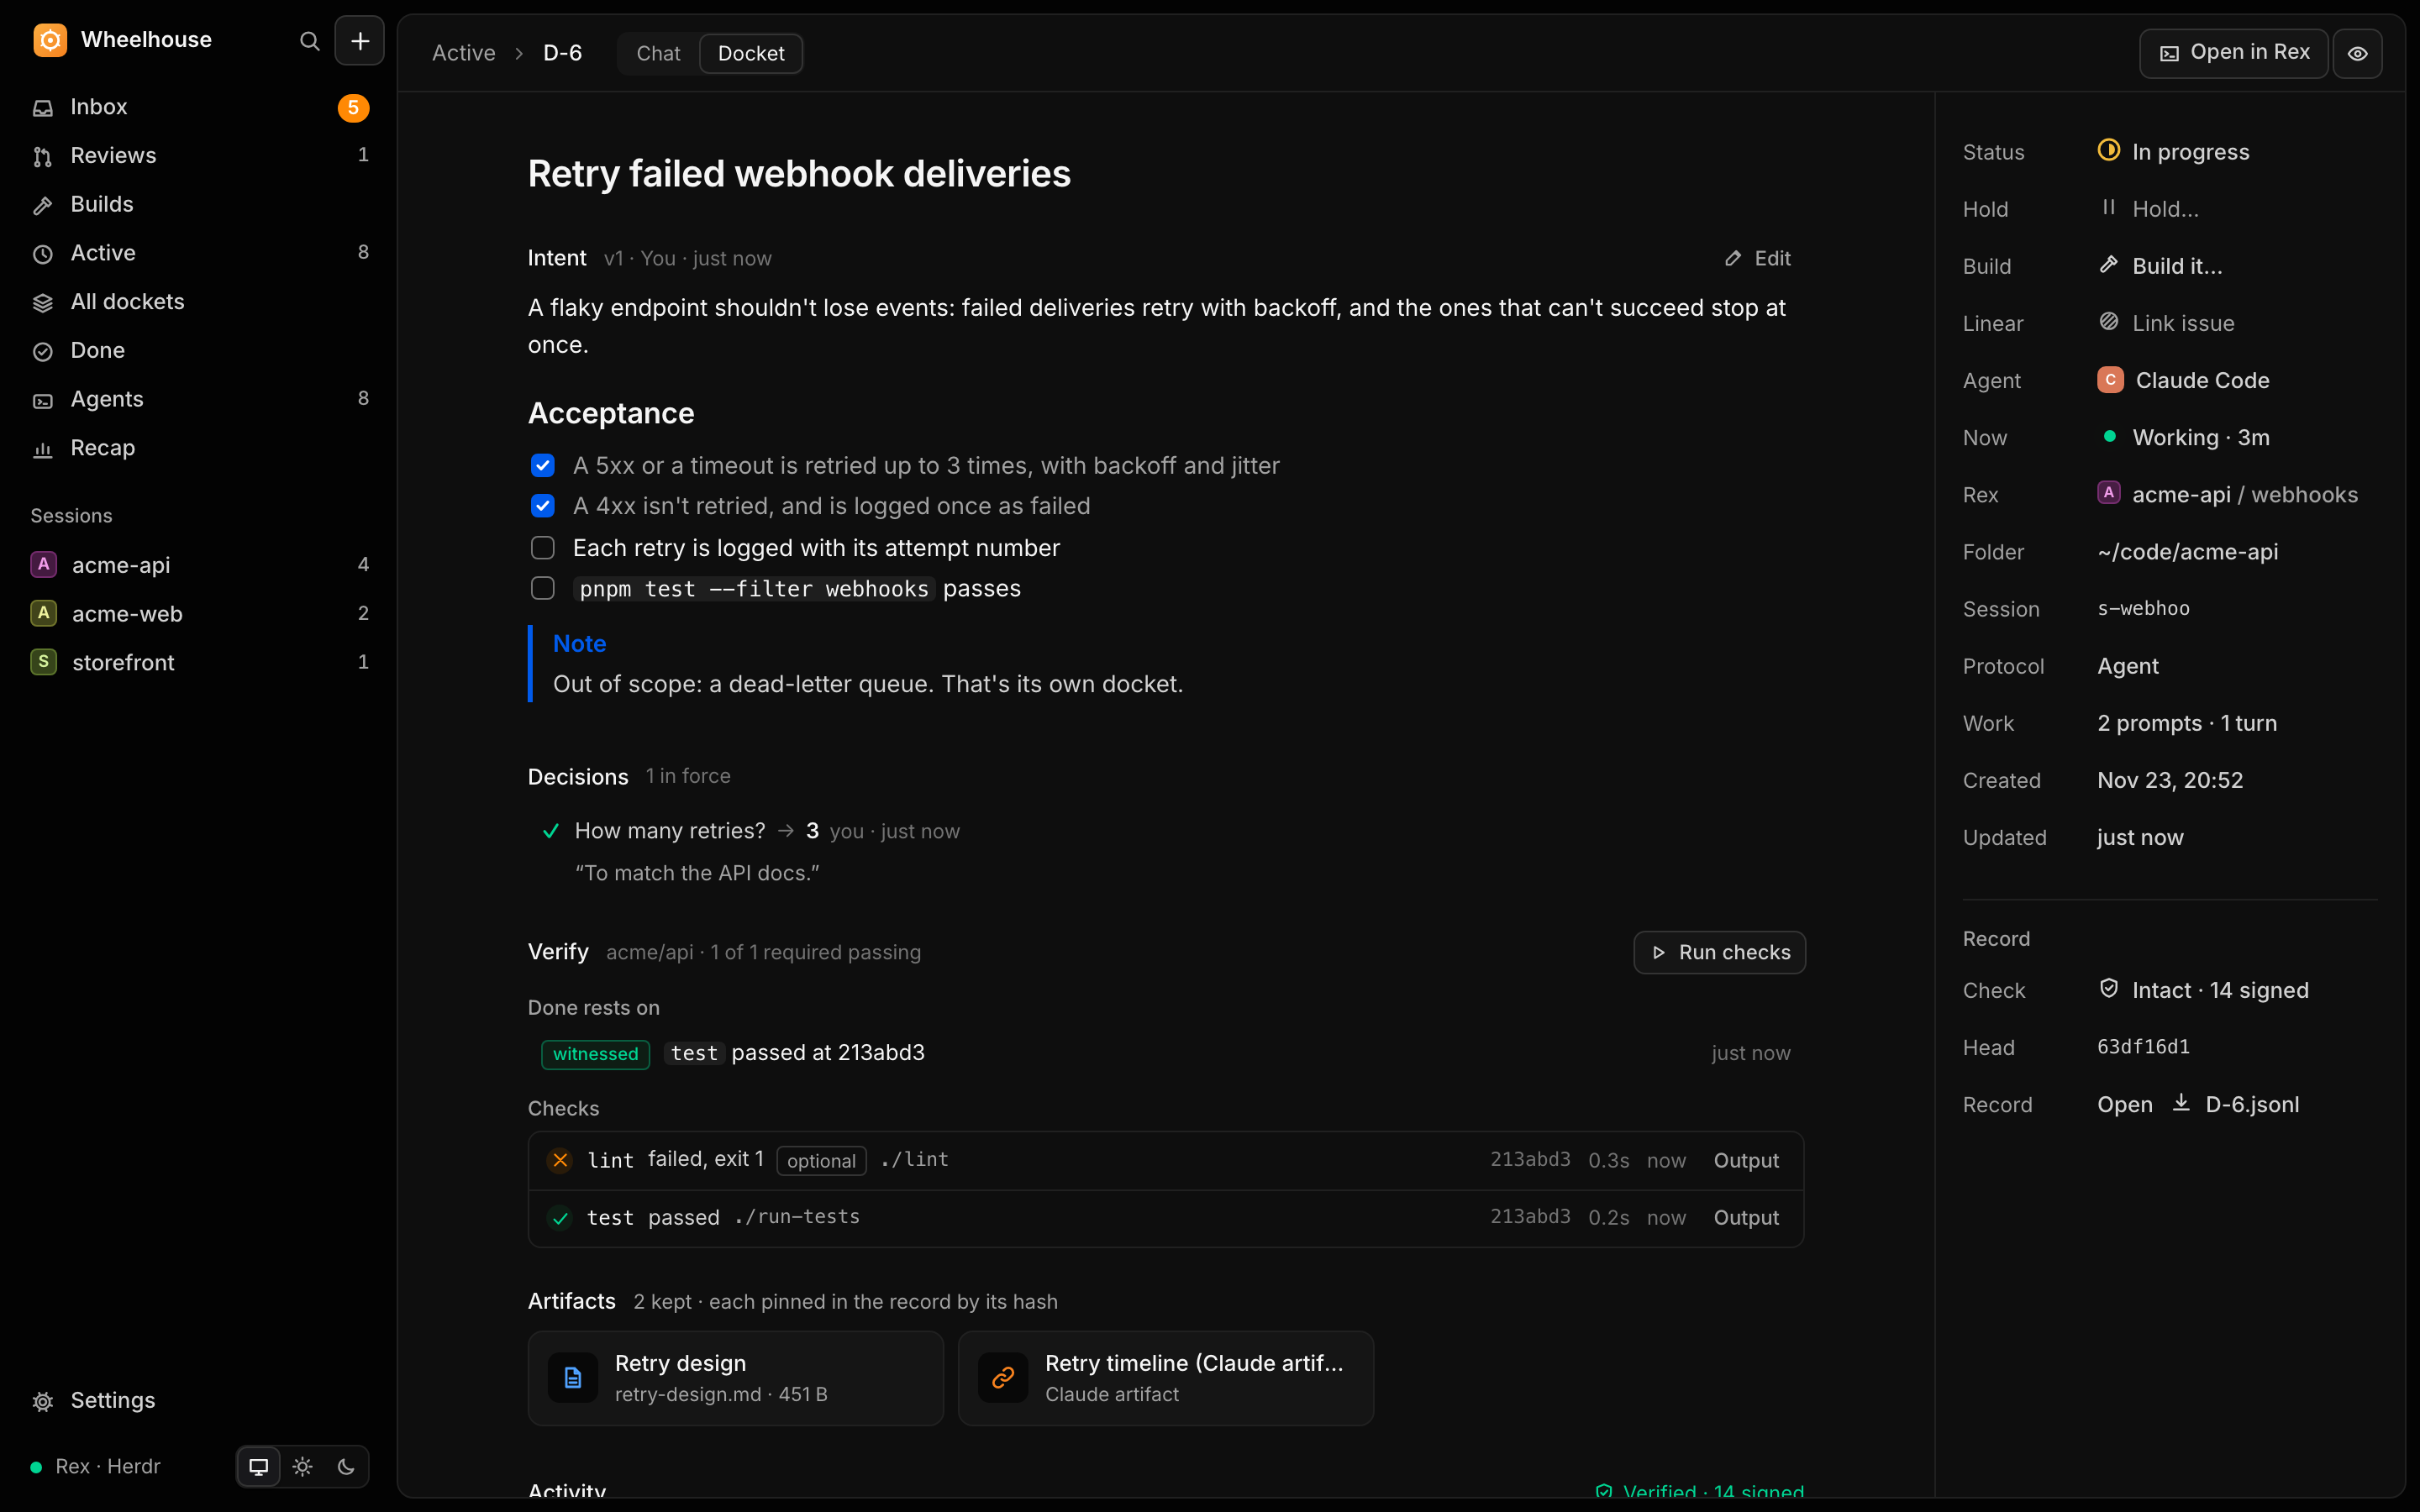 Wheelhouse
Inbox 5
Reviews 1
Builds
Active 8
All dockets
Done
Agents 8
Recap
Sessions
A acme-api 4
A acme-web 2
S storefront 1
Settings
Rex · Herdr
Active > D-6 Chat Docket
Open in Rex
Retry failed webhook deliveries
Intent v1 · You · just now Edit
A flaky endpoint shouldn't lose events: failed deliveries retry with backoff, and the ones that can't succeed stop at
once.
Acceptance
A 5xx or a timeout is retried up to 3 times, with backoff and jitter
A 4xx isn't retried, and is logged once as failed
Each retry is logged with its attempt number
pnpm test --filter webhooks passes
Note
Out of scope: a dead-letter queue. That's its own docket.
Decisions 1 in force
How many retries? → 3 you · just now
“To match the API docs.”
Verify acme/api · 1 of 1 required passing Run checks
Done rests on
witnessed test passed at 213abd3 just now
Checks
lint failed, exit 1 optional ./lint 213abd3 0.3s now Output
test passed ./run-tests 213abd3 0.2s now Output
Artifacts 2 kept · each pinned in the record by its hash
Retry design
retry-design.md · 451 B
Retry timeline (Claude artif...
Claude artifact
Activity Verified · 14 signed
Status In progress
Hold Hold...
Build Build it...
Linear Link issue
Agent C Claude Code
Now Working · 3m
Rex A acme-api / webhooks
Folder ~/code/acme-api
Session s-webhoo
Protocol Agent
Work 2 prompts · 1 turn
Created Nov 23, 20:52
Updated just now
Record
Check Intact · 14 signed
Head 63df16d1
Record Open D-6.jsonl